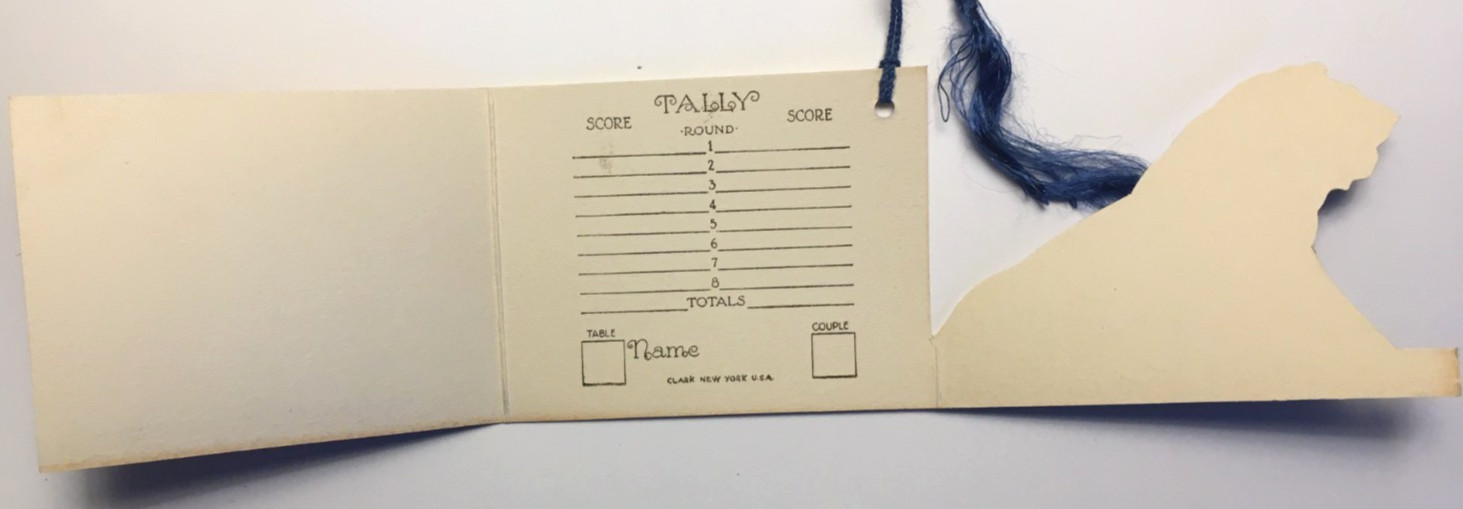 TALLY
SCORE ·ROUND· SCORE
1
2
3
4
5
6
7
8
TOTALS
TABLE COUPLE
Name
CLARK NEW YORK U.S.A.